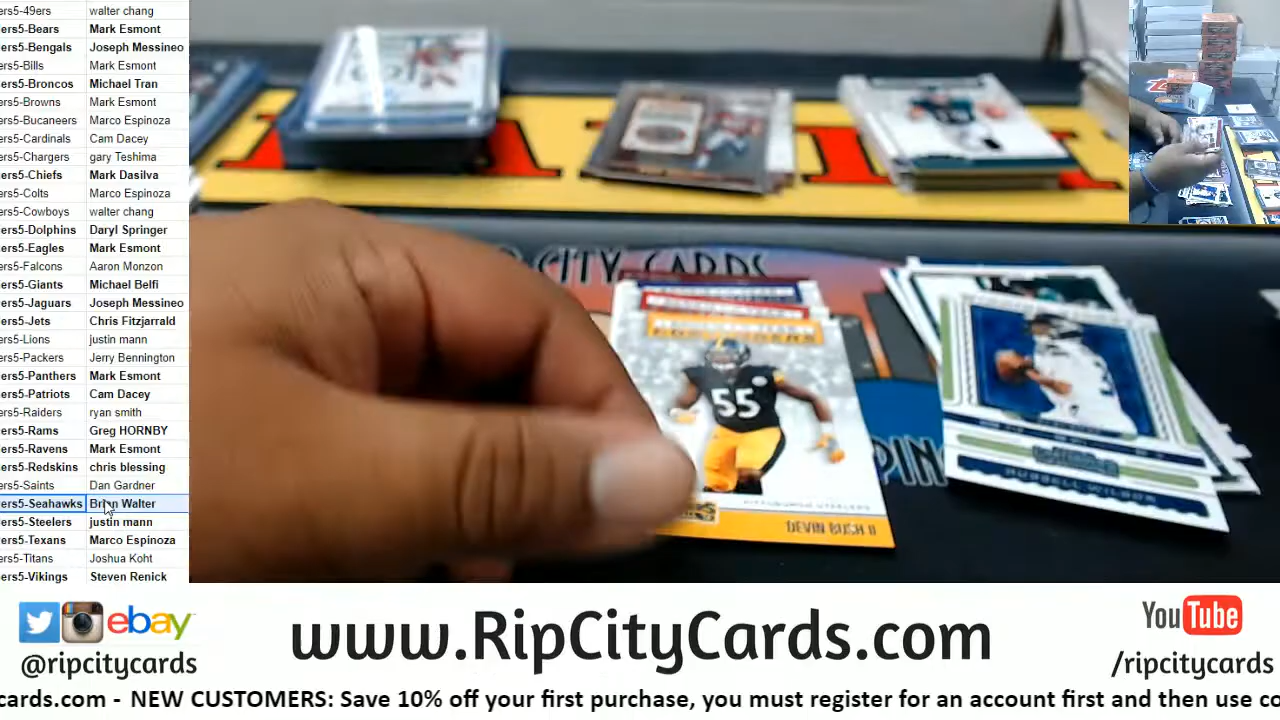 ers5-49ers walter chang
ers5-Bears Mark Esmont
ers5-Bengals Joseph Messineo
ers5-Bills Mark Esmont
ers5-Broncos Michael Tran
ers5-Browns Mark Esmont
ers5-Bucaneers Marco Espinoza
ers5-Cardinals Cam Dacey
ers5-Chargers gary Teshima
ers5-Chiefs Mark Dasilva
ers5-Colts Marco Espinoza
ers5-Cowboys walter chang
ers5-Dolphins Daryl Springer
ers5-Eagles Mark Esmont
ers5-Falcons Aaron Monzon
ers5-Giants Michael Belfi
ers5-Jaguars Joseph Messineo
ers5-Jets Chris Fitzjarrald
ers5-Lions justin mann
ers5-Packers Jerry Bennington
ers5-Panthers Mark Esmont
ers5-Patriots Cam Dacey
ers5-Raiders ryan smith
ers5-Rams Greg HORNBY
ers5-Ravens Mark Esmont
ers5-Redskins chris blessing
ers5-Saints Dan Gardner
ers5-Seahawks Brian Walter
ers5-Steelers justin mann
ers5-Texans Marco Espinoza
ers5-Titans Joshua Koht
ers5-Vikings Steven Renick
CITY CARDS
55
DEVIN BUSH II
RUSSELL WILSON
ebay
@ripcitycards
www.RipCityCards.com
YouTube
/ripcitycards
cards.com - NEW CUSTOMERS: Save 10% off your first purchase, you must register for an account first and then use co